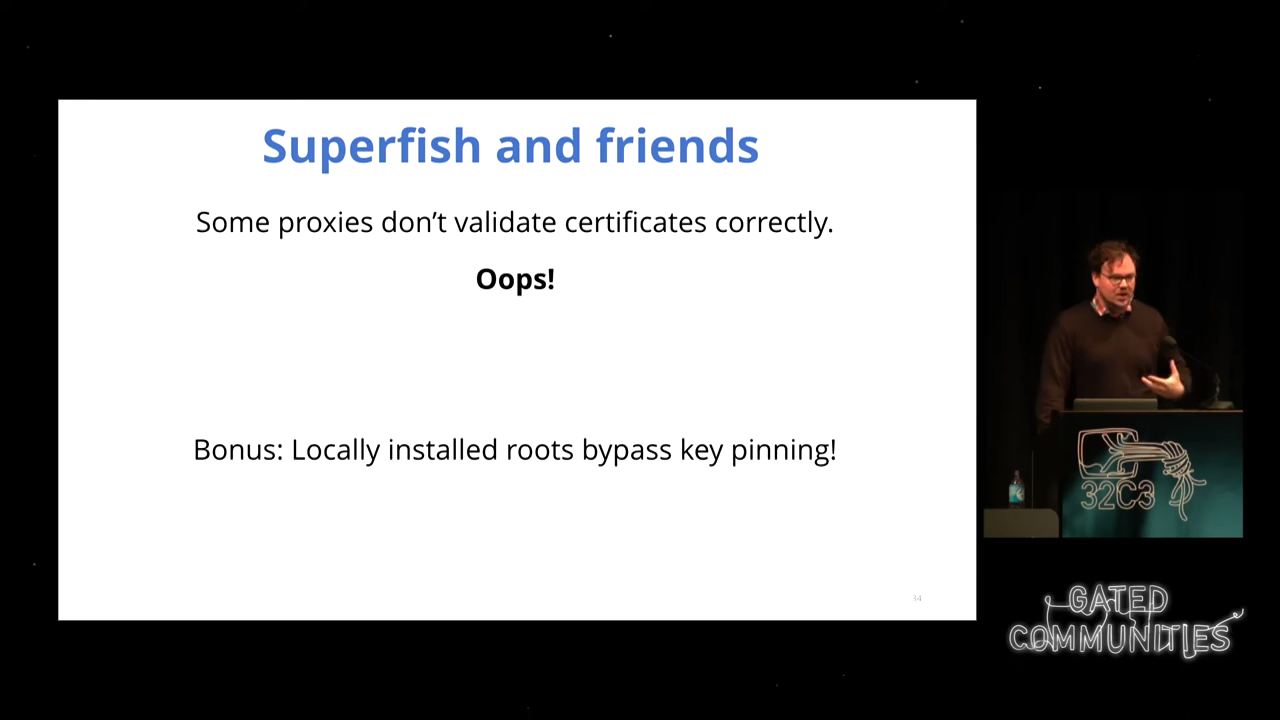 Superfish and friends
Some proxies don’t validate certificates correctly.
Oops!
Bonus: Locally installed roots bypass key pinning!
34
32C3
GATED
COMMUNITIES